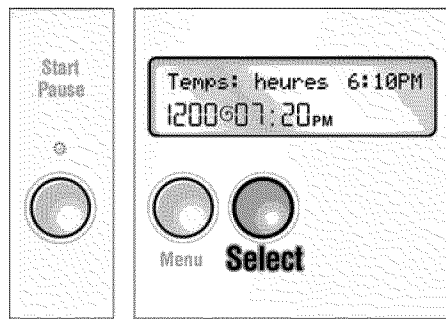 Start
Pause
Temps: heures 6:10PM
1200 07:20PM
Menu
Select